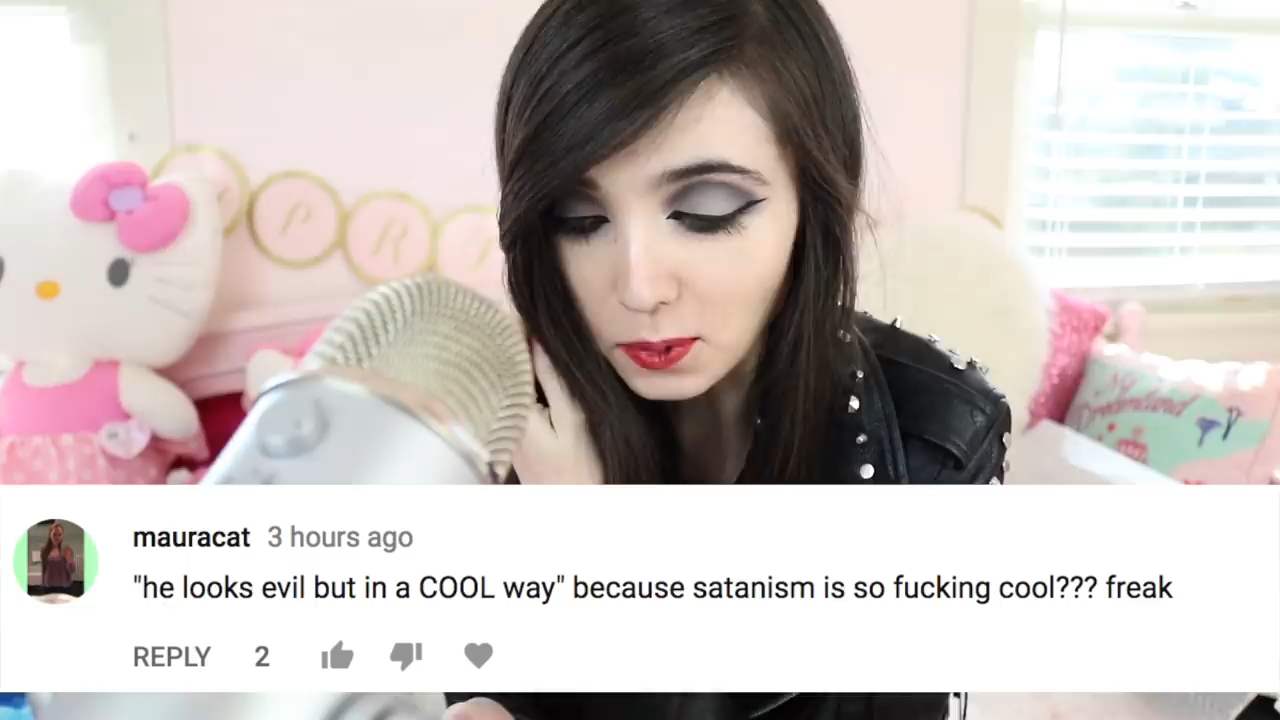 P R
mauracat 3 hours ago
"he looks evil but in a COOL way" because satanism is so fucking cool??? freak
REPLY 2